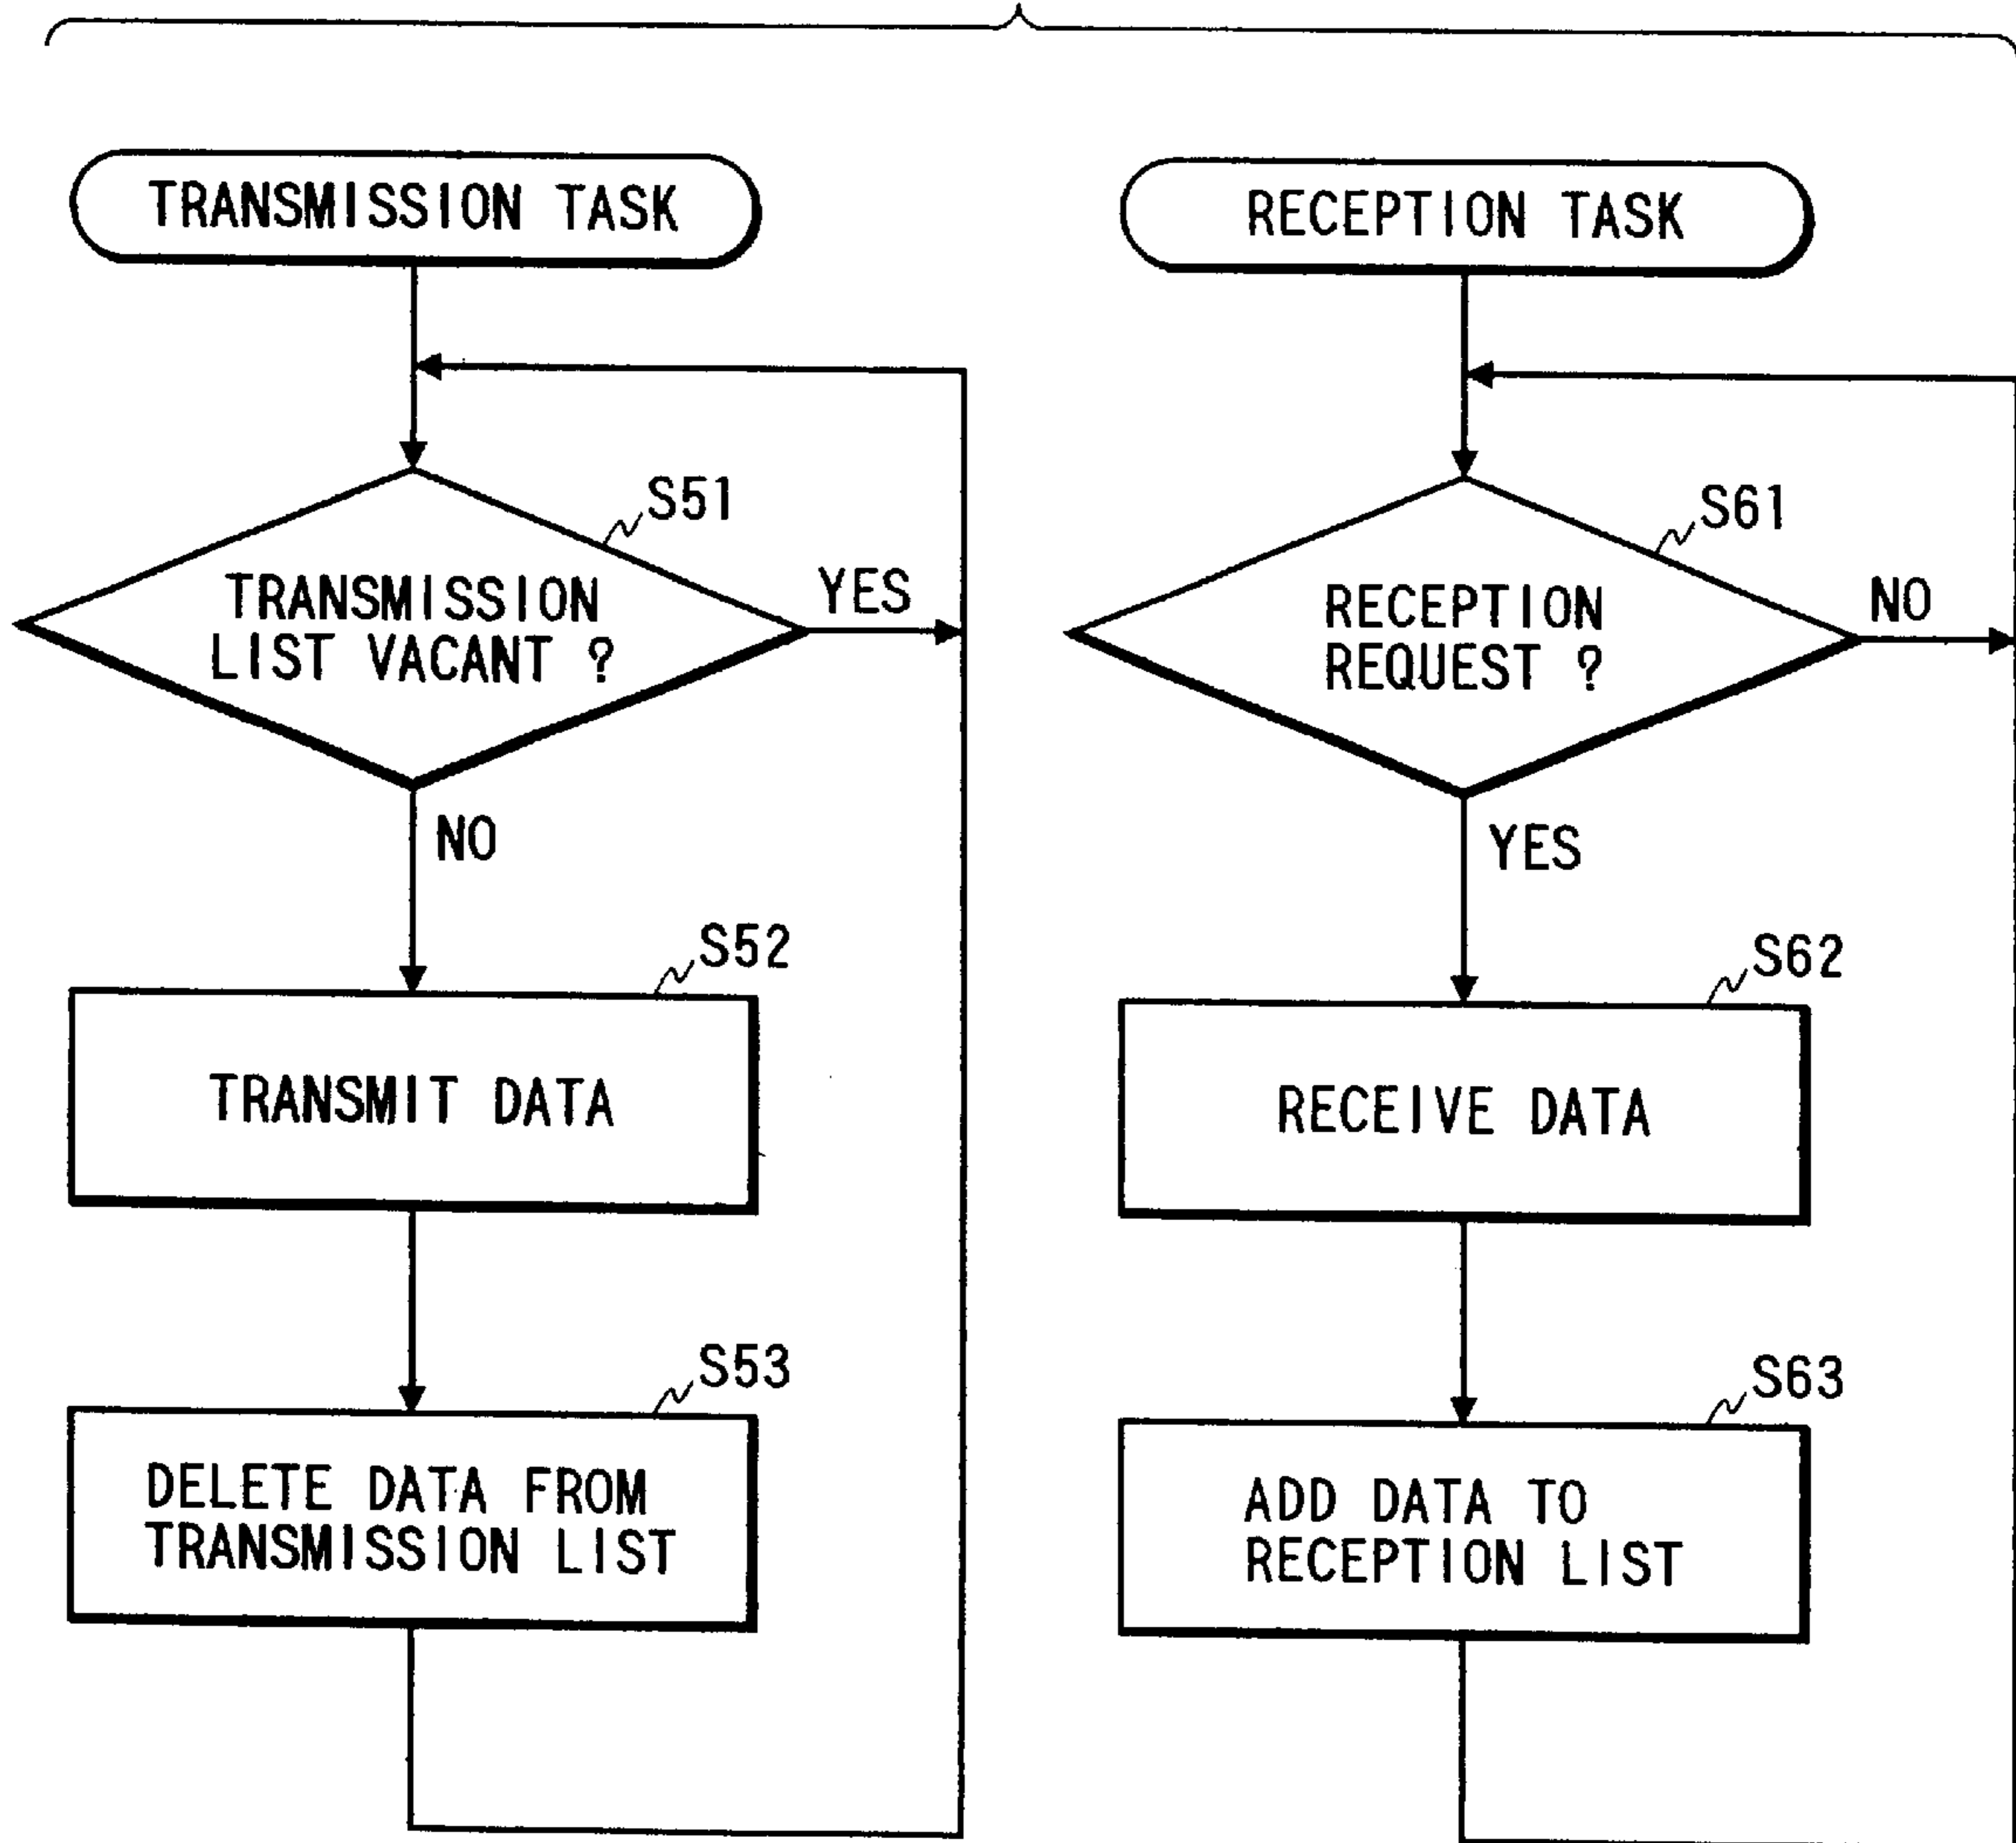 TRANSMISSION TASK
S51
TRANSMISSION
LIST VACANT ?
YES
NO
S52
TRANSMIT DATA
S53
DELETE DATA FROM
TRANSMISSION LIST
RECEPTION TASK
S61
RECEPTION
REQUEST ?
NO
YES
S62
RECEIVE DATA
S63
ADD DATA TO
RECEPTION LIST